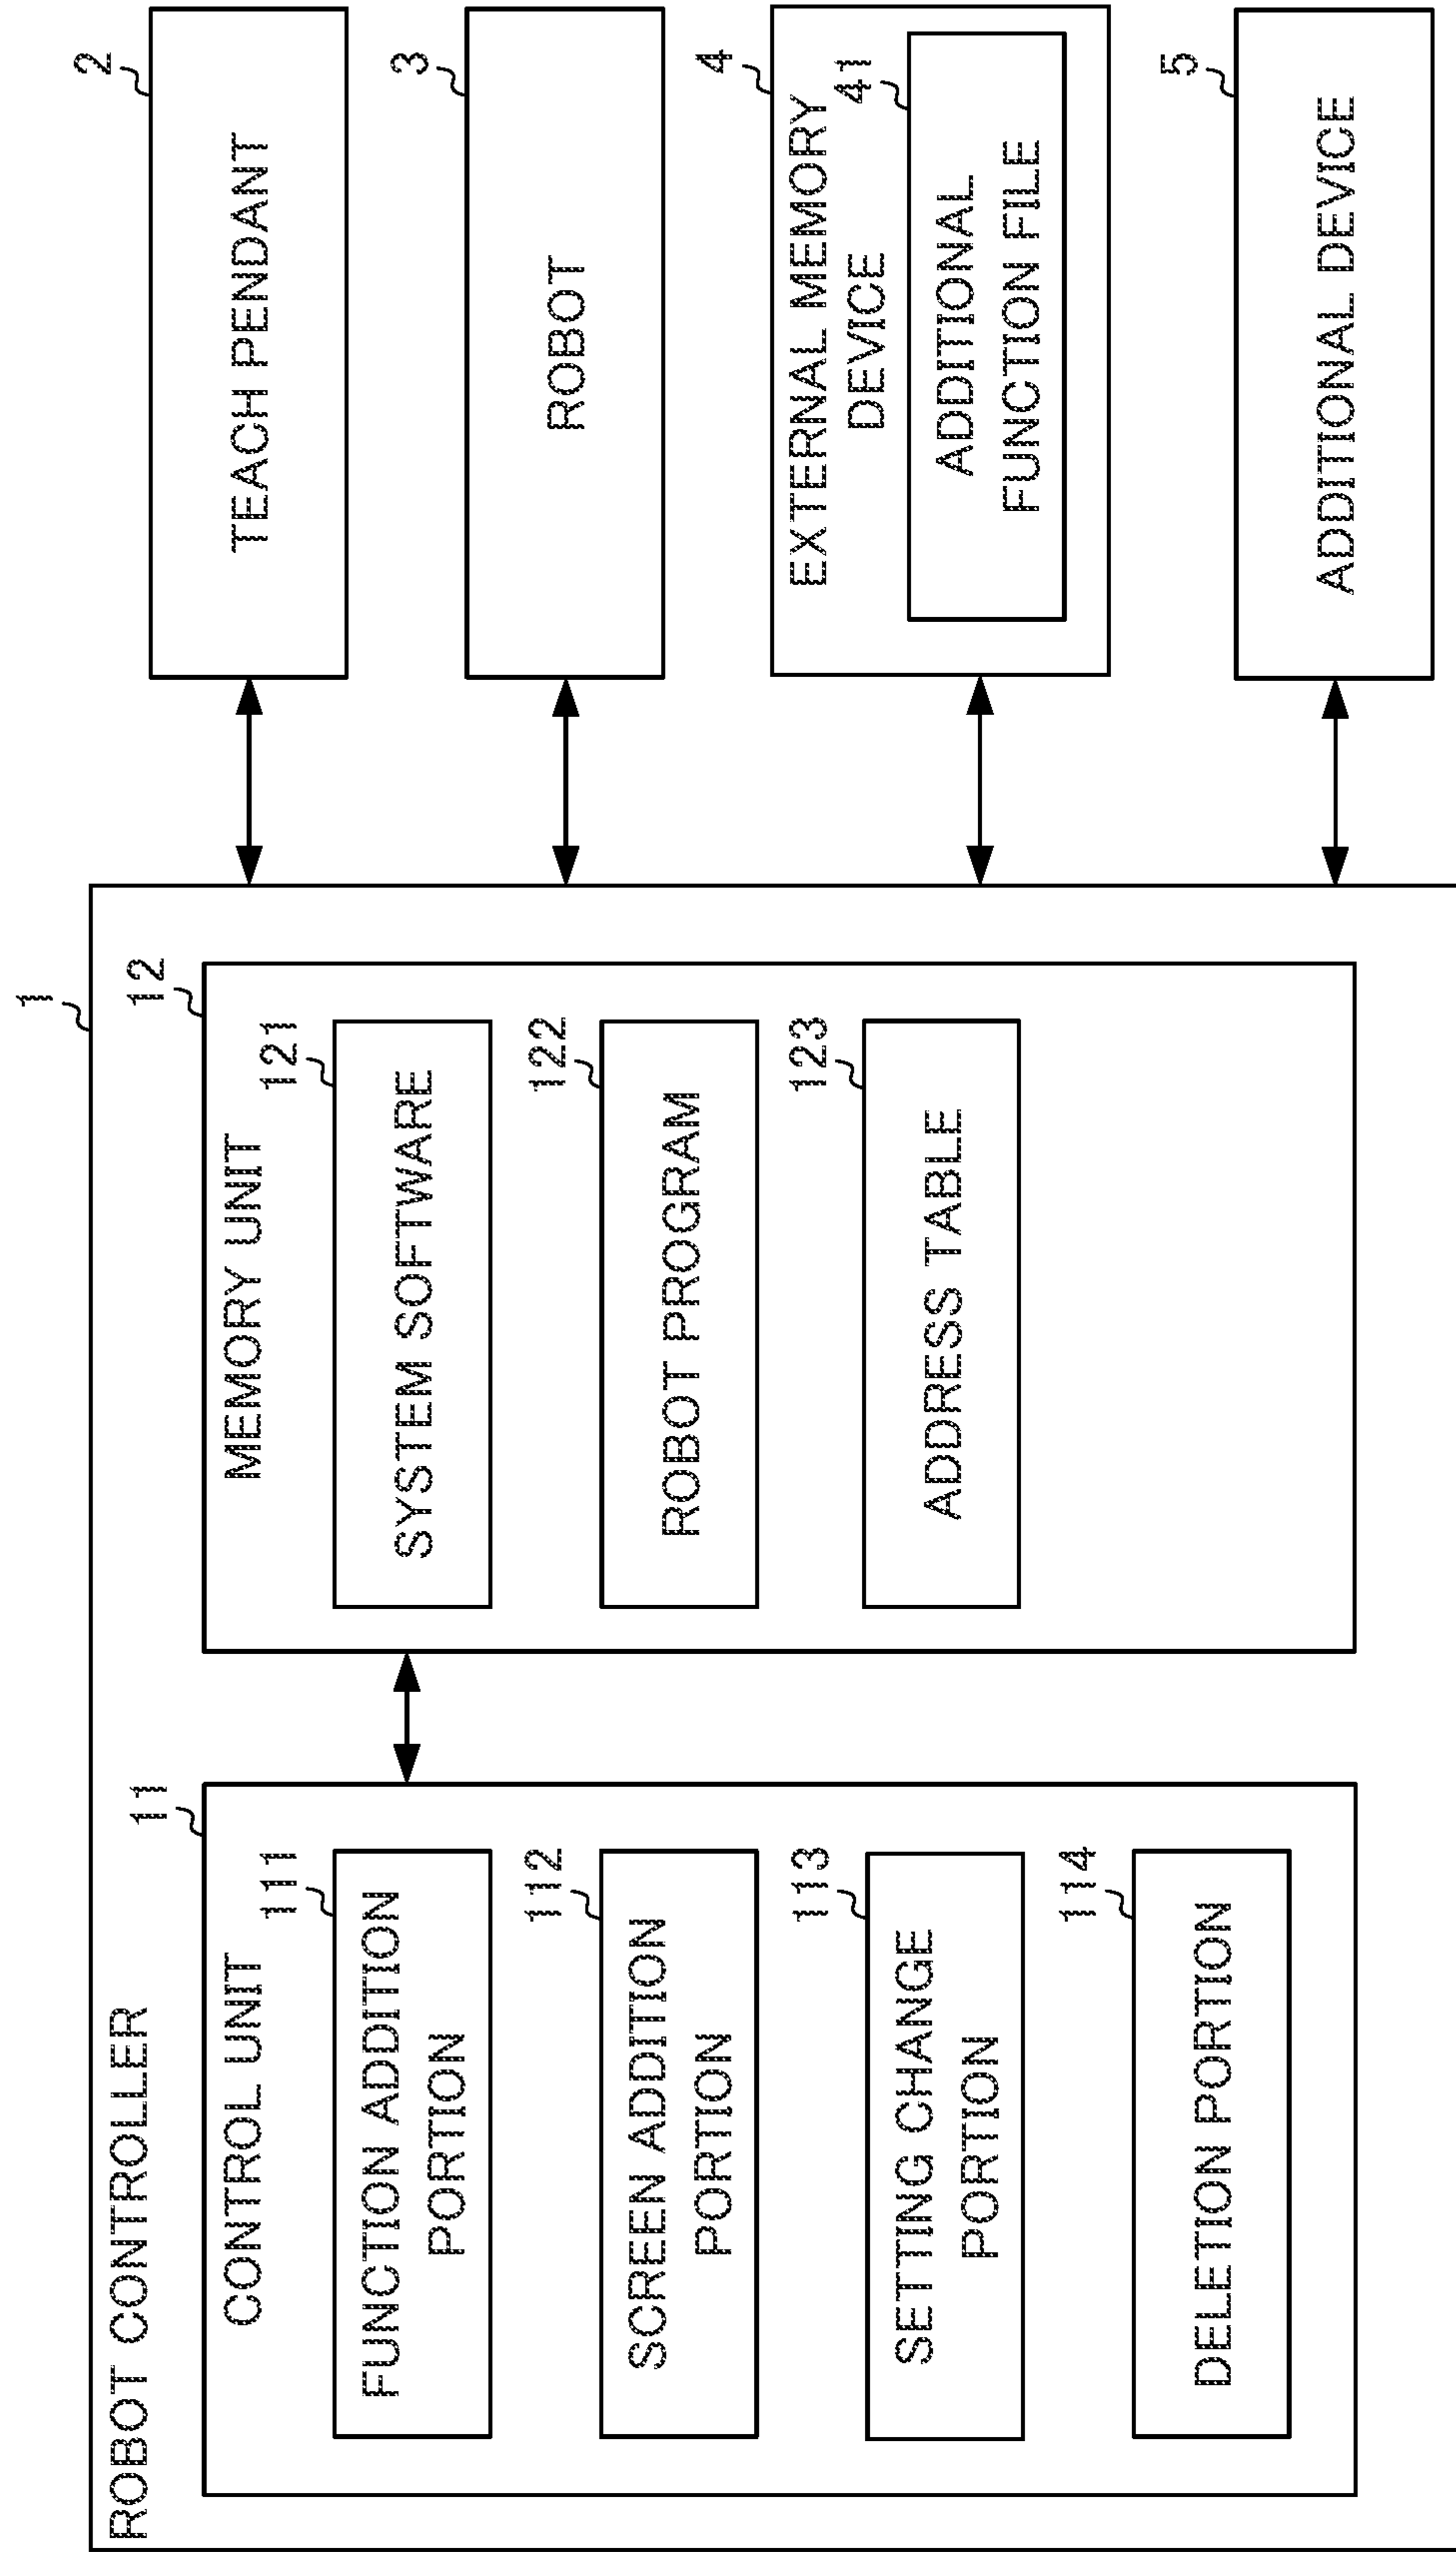 1
ROBOT CONTROLLER
11
CONTROL UNIT
111
FUNCTION ADDITION
PORTION
112
SCREEN ADDITION
PORTION
113
SETTING CHANGE
PORTION
114
DELETION PORTION
12
MEMORY UNIT
121
SYSTEM SOFTWARE
122
ROBOT PROGRAM
123
ADDRESS TABLE
2
TEACH PENDANT
3
ROBOT
4
EXTERNAL MEMORY
DEVICE
41
ADDITIONAL
FUNCTION FILE
5
ADDITIONAL DEVICE